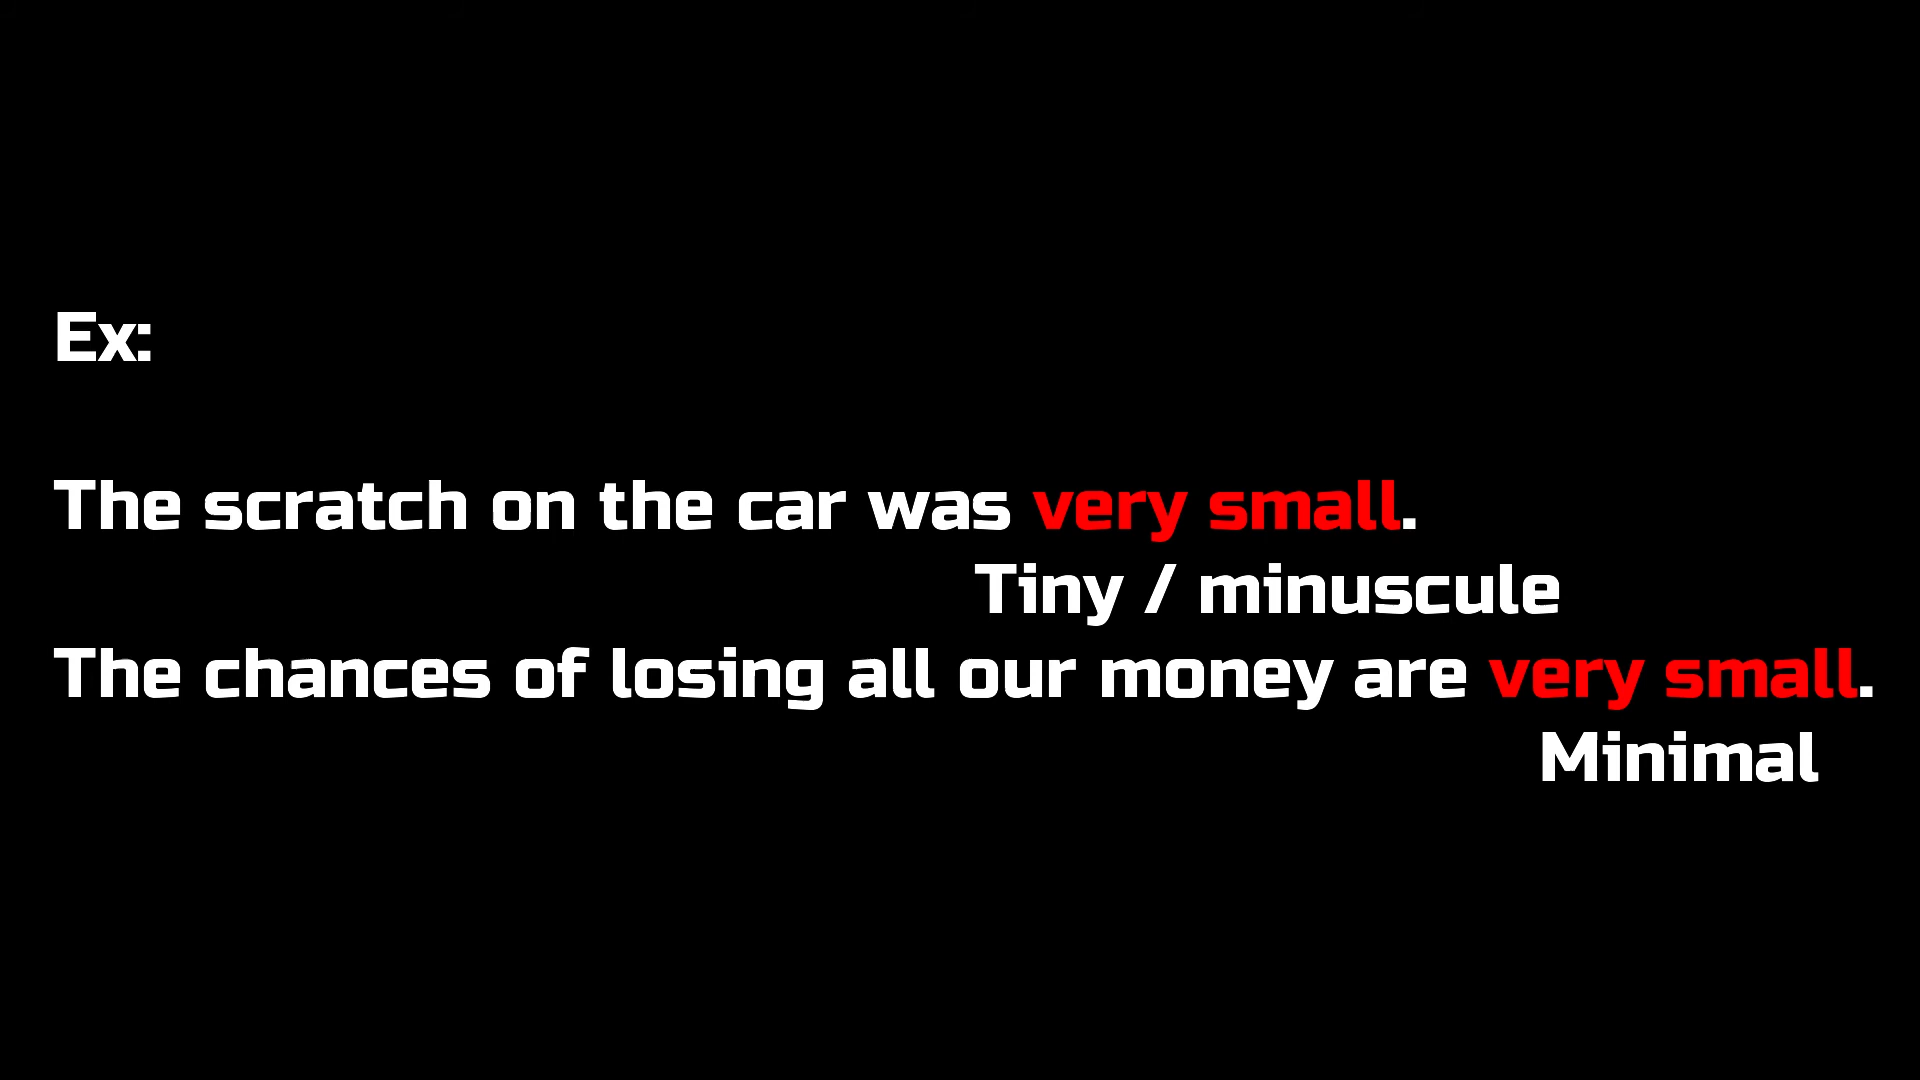 Ex:
The scratch on the car was very small.
Tiny / minuscule
The chances of losing all our money are very small.
Minimal